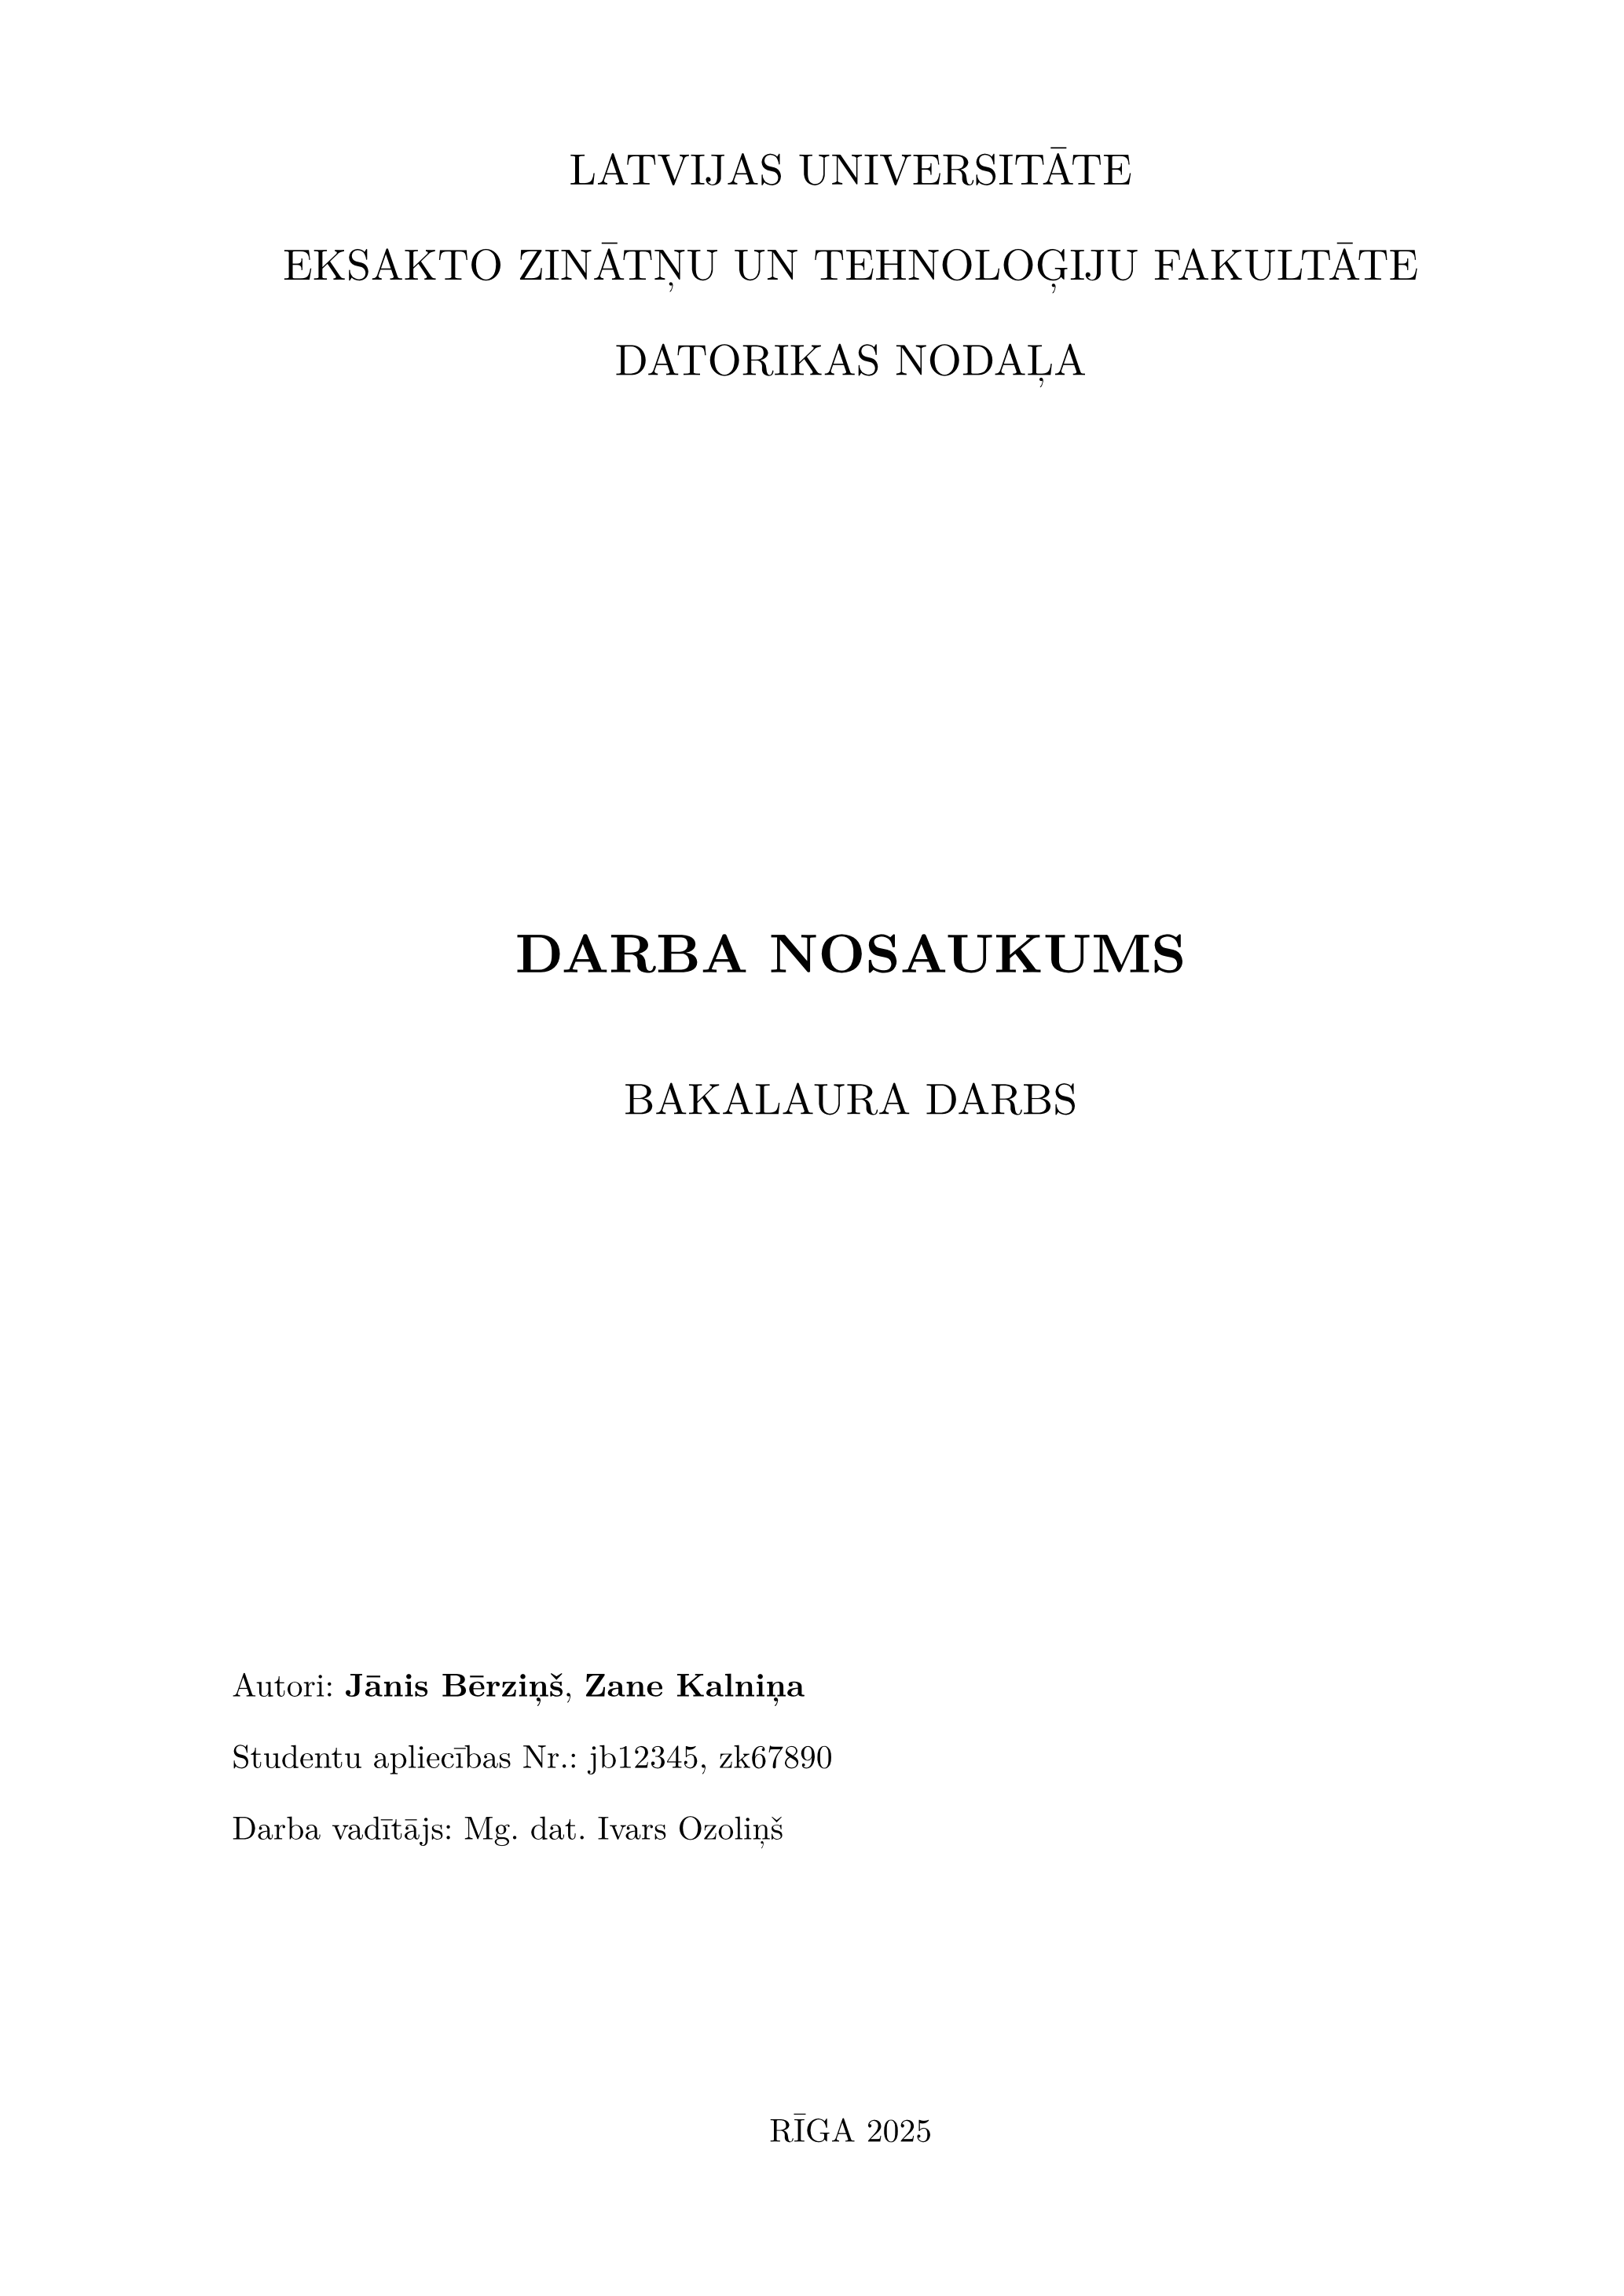 LATVIJAS UNIVERSITĀTE
EKSAKTO ZINĀTŅU UN TEHNOLOĢIJU FAKULTĀTE
DATORIKAS NODAĻA
DARBA NOSAUKUMS
BAKALAURA DARBS
Autori: Jānis Bērziņš, Zane Kalniņa
Studentu apliecības Nr.: jb12345, zk67890
Darba vadītājs: Mg. dat. Ivars Ozoliņš
RĪGA 2025